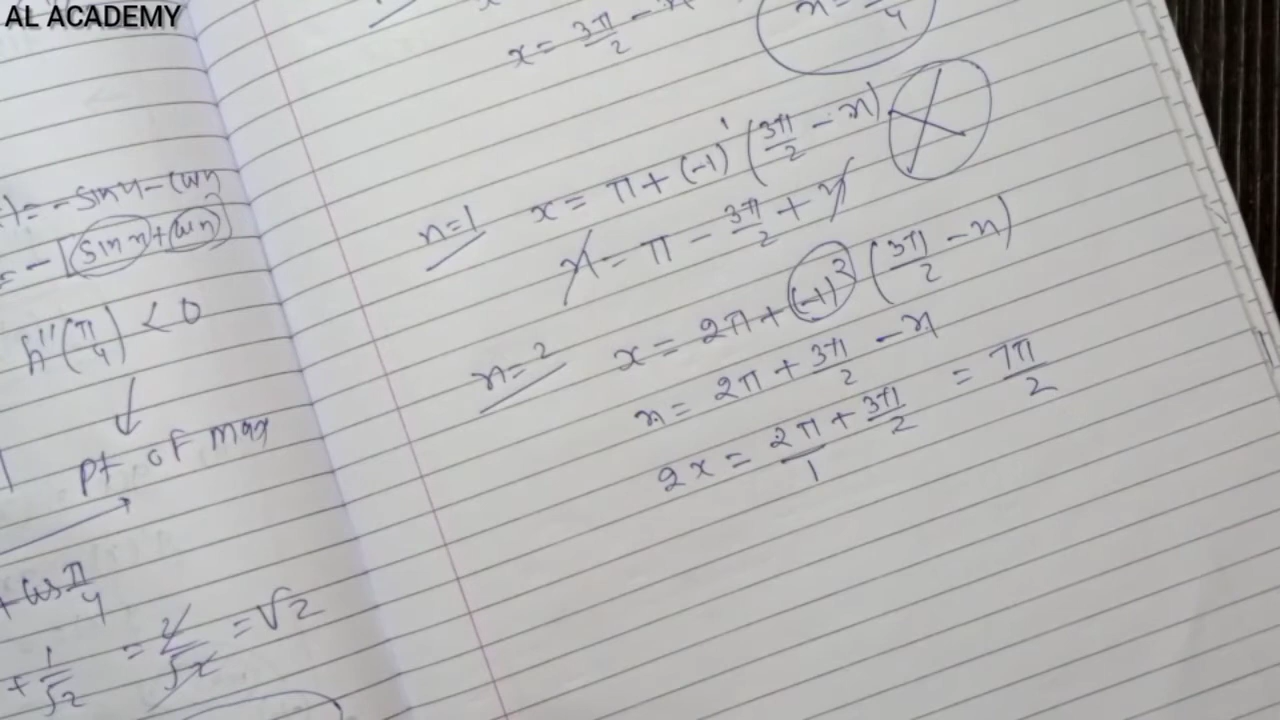 AL ACADEMY
= -sin x - cos x
= -[sin x + cos x]
h''(π/4) < 0
pt of max
+ cos π/4
+ 1/√2 = 2/√2 = √2
x = 3π/2 - x
n=1 x = π + (-1)¹ (3π/2 - x)
x = π - 3π/2 + x
n=2 x = 2π + (-1)² (3π/2 - x)
x = 2π + 3π/2 - x
2x = 2π/1 + 3π/2 = 7π/2